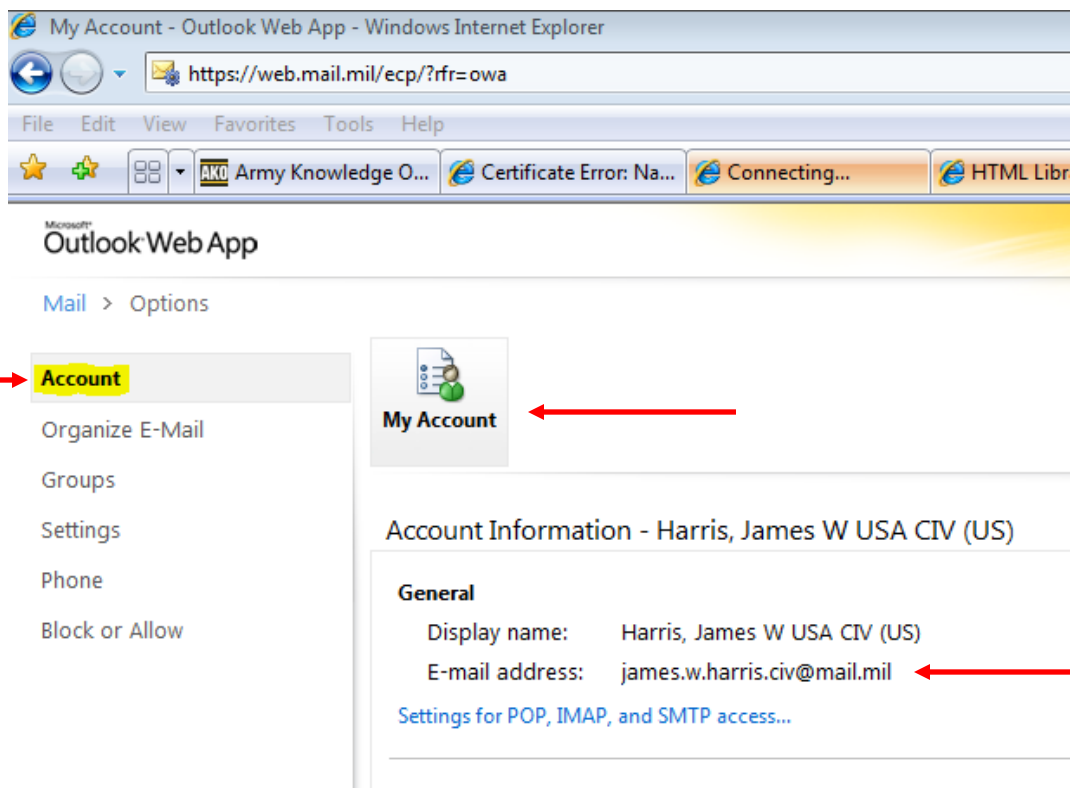 My Account - Outlook Web App - Windows Internet Explorer
https://web.mail.mil/ecp/?rfr=owa
File Edit View Favorites Tools Help
AKO Army Knowledge O... Certificate Error: Na... Connecting... HTML Libr
Microsoft®
Outlook Web App
Mail > Options
Account
Organize E-Mail
Groups
Settings
Phone
Block or Allow
My Account
Account Information - Harris, James W USA CIV (US)
General
Display name: Harris, James W USA CIV (US)
E-mail address: james.w.harris.civ@mail.mil
Settings for POP, IMAP, and SMTP access...